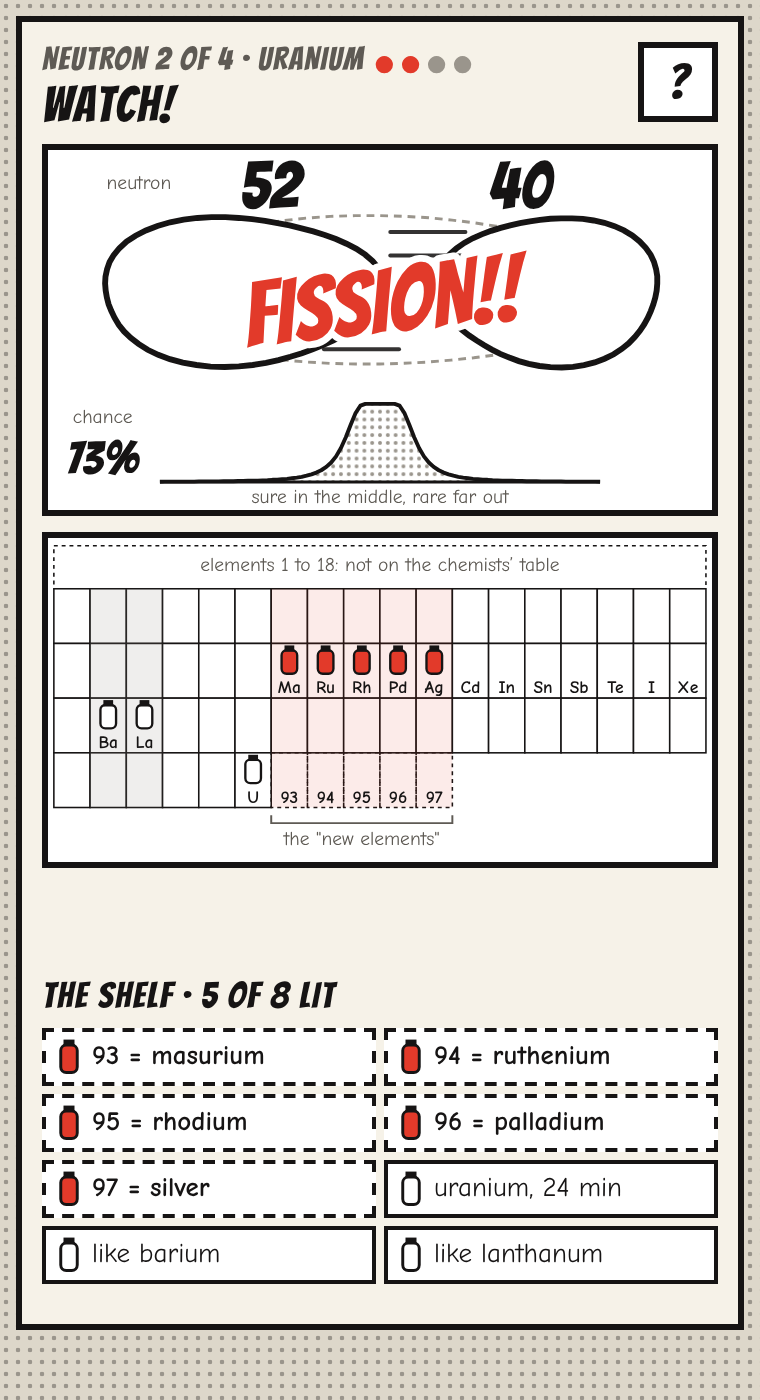 NEUTRON 2 OF 4 · URANIUM
WATCH!
?
neutron
52
40
FISSION!!
chance
73%
sure in the middle, rare far out
elements 1 to 18: not on the chemists' table
Ma Ru Rh Pd Ag Cd In Sn Sb Te I Xe
Ba La
U 93 94 95 96 97
the "new elements"
THE SHELF · 5 OF 8 LIT
93 = masurium
94 = ruthenium
95 = rhodium
96 = palladium
97 = silver
uranium, 24 min
like barium
like lanthanum